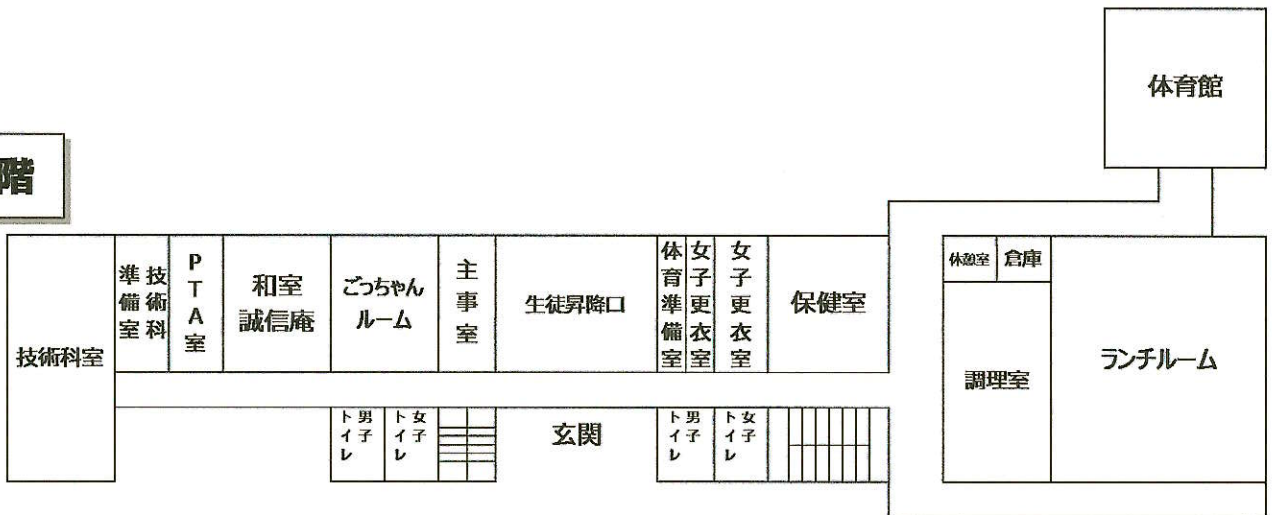 体育館
階
技術科室
技術科
準備室
PTA室
和室
誠信庵
ごっちゃん
ルーム
主事室
生徒昇降口
体育準備室
女子更衣室
女子更衣室
保健室
休憩室
倉庫
調理室
ランチルーム
男子
トイレ
女子
トイレ
玄関
男子
トイレ
女子
トイレ